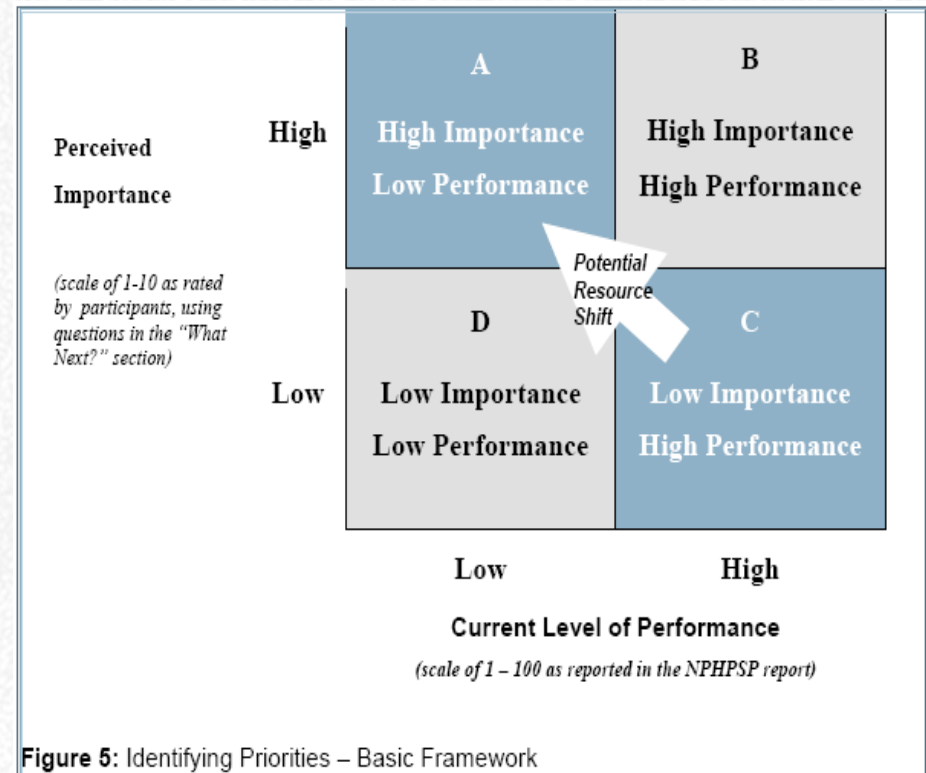 A
High Importance
Low Performance
B
High Importance
High Performance
Perceived
Importance
High
(scale of 1-10 as rated
by participants, using
questions in the "What
Next?" section)
Potential
Resource
Shift
D
Low Importance
Low Performance
C
Low Importance
High Performance
Low
Low
High
Current Level of Performance
(scale of 1 – 100 as reported in the NPHPSP report)
Figure 5: Identifying Priorities – Basic Framework